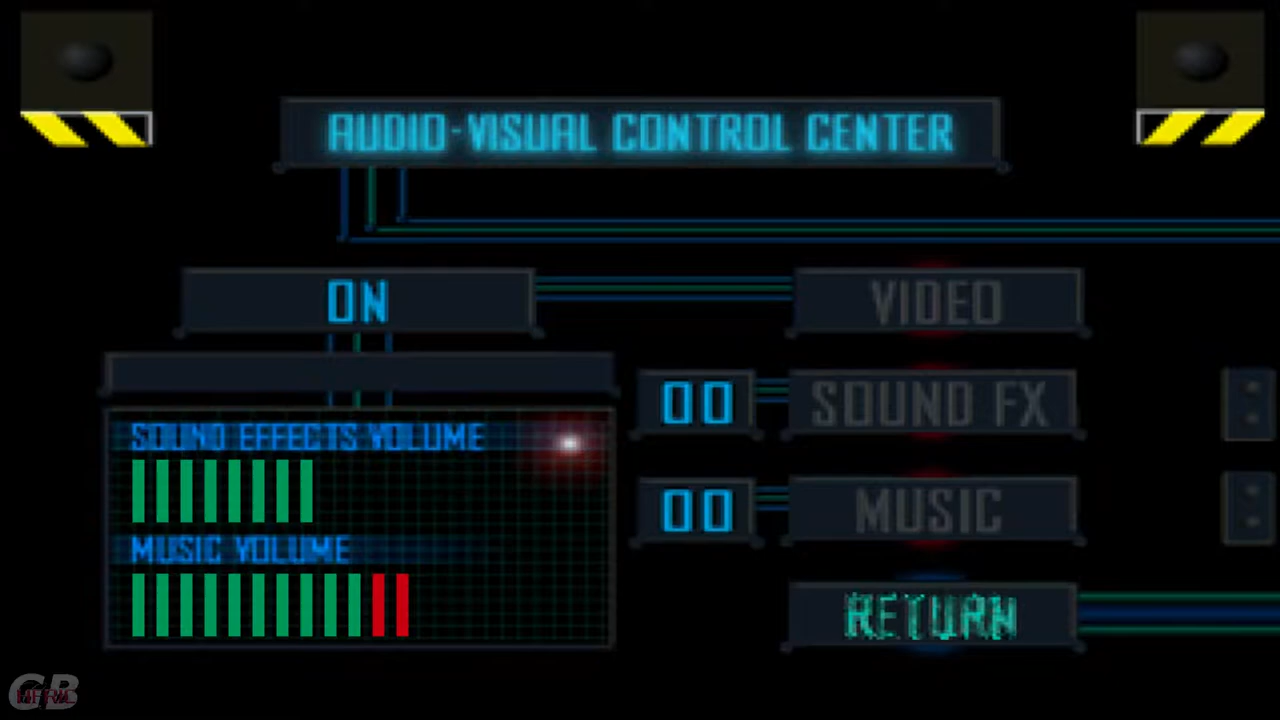 AUDIO-VISUAL CONTROL CENTER
ON
VIDEO
SOUND EFFECTS VOLUME
00
SOUND FX
MUSIC VOLUME
00
MUSIC
RETURN
GB